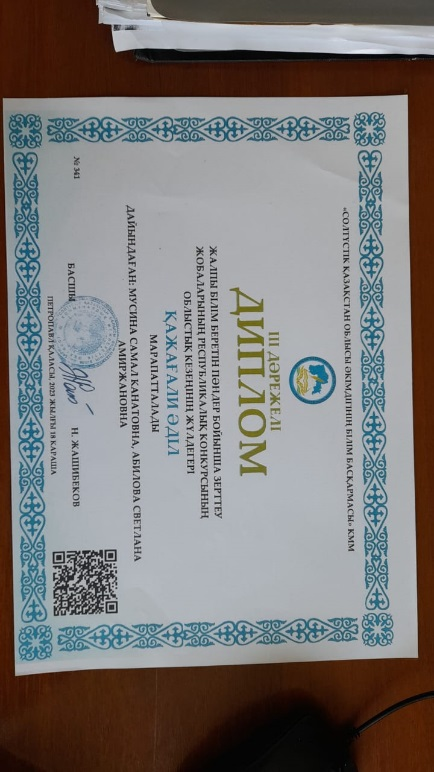 «СОЛТҮСТІК ҚАЗАҚСТАН ОБЛЫСЫ ӘКІМДІГІНІҢ БІЛІМ БАСҚАРМАСЫ» КММ
III ДӘРЕЖЕЛІ
ДИПЛОМ
ЖАЛПЫ БІЛІМ БЕРЕТІН ПӘНДЕР БОЙЫНША ЗЕРТТЕУ
ЖОБАЛАРЫНЫҢ РЕСПУБЛИКАЛЫҚ КОНКУРСЫНЫҢ
ОБЛЫСТЫҚ КЕЗЕҢІНІҢ ЖҮЛДЕГЕРІ
ҚАЖАҒАЛИ ӘДІЛ
МАРАПАТТАЛАДЫ
ДАЙЫНДАҒАН: МУСИНА САМАЛ КАНАТОВНА, АБИЛОВА СВЕТЛАНА
АМИРЖАНОВНА
БАСШЫ Н. ЖАШИБЕКОВ
№ 341
ПЕТРОПАВЛ ҚАЛАСЫ, 2023 ЖЫЛҒЫ 18 ҚАРАША